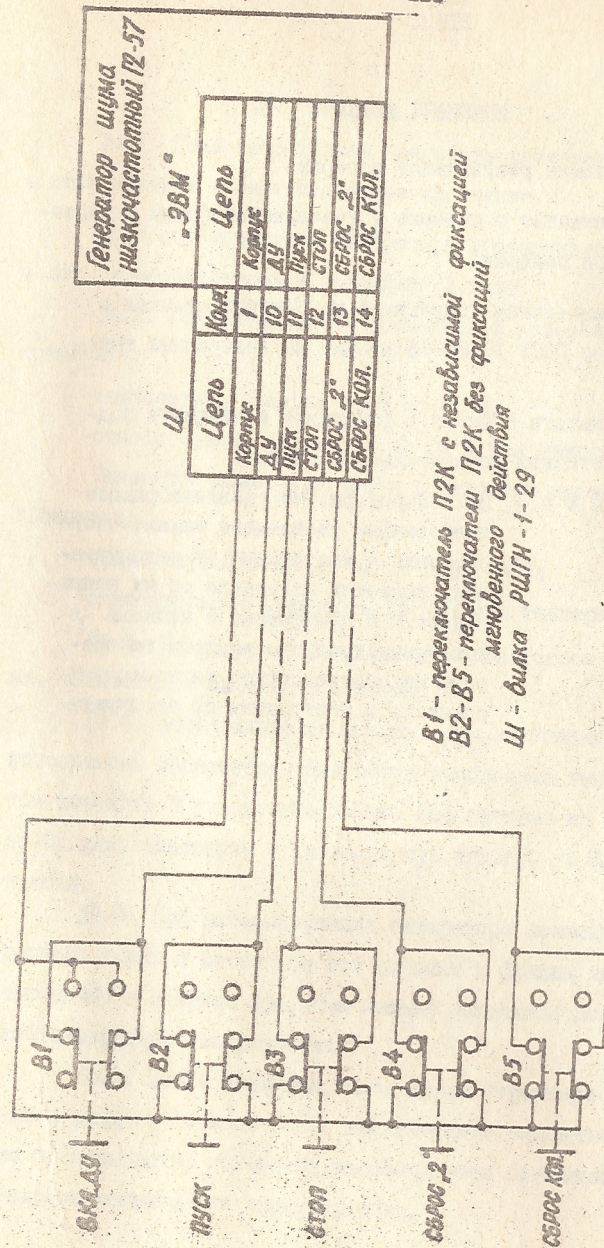 Генератор шума
низкочастотный Г2-57
„ЭВМ“
Ш
Цепь Конт. Цепь
Корпус 1 Корпус
ДУ 10 ДУ
Пуск 11 Пуск
СТОП 12 СТОП
СБРОС „2“ 13 СБРОС „2“
СБРОС КОЛ. 14 СБРОС КОЛ.
В1 - переключатель П2К с независимой фиксацией
В2-В5 - переключатели П2К без фиксаций
мгновенного действия
Ш - вилка РШГН-1-29
В1
ВКЛ ДУ
В2
ПУСК
В3
СТОП
В4
СБРОС „2“
В5
СБРОС КОЛ.